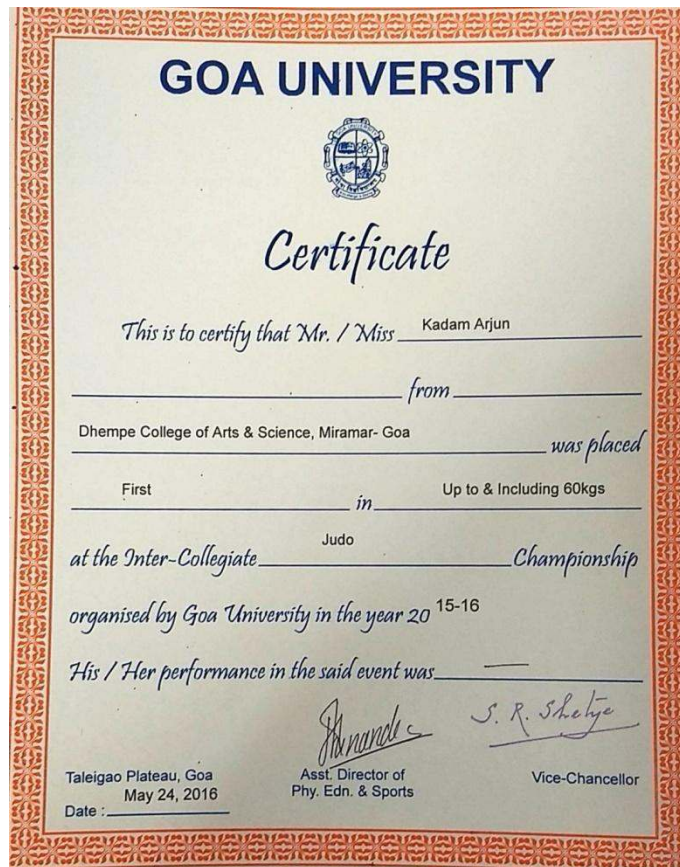 GOA UNIVERSITY
GOA UNIVERSITY
Certificate
This is to certify that Mr. / Miss Kadam Arjun
from
Dhempe College of Arts & Science, Miramar- Goa was placed
First in Up to & Including 60kgs
at the Inter-Collegiate Judo Championship
organised by Goa University in the year 20 15-16
His / Her performance in the said event was —
S. R. Shetye
Taleigao Plateau, Goa Asst. Director of Vice-Chancellor
May 24, 2016 Phy. Edn. & Sports
Date :